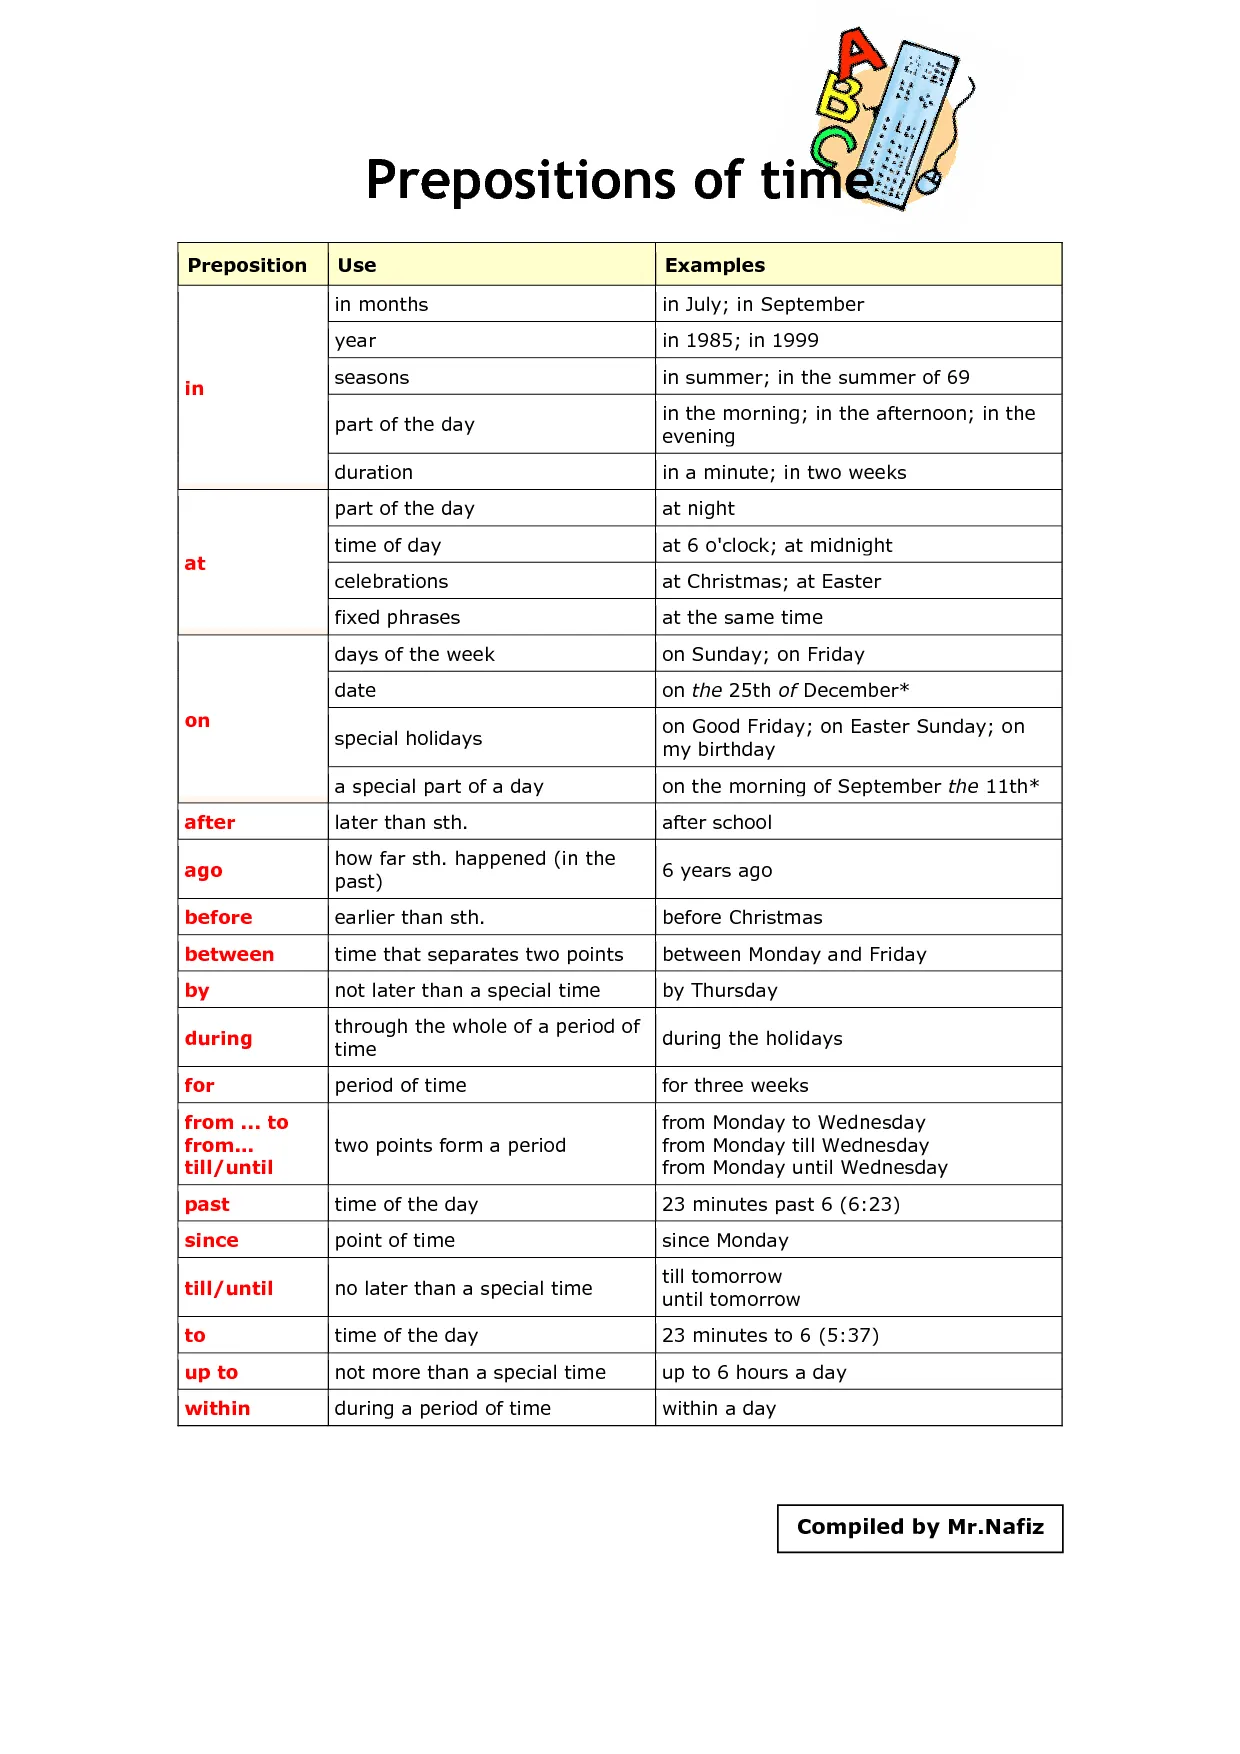 A
B
C
Prepositions of time
Preposition Use Examples
in
in months in July; in September
year in 1985; in 1999
seasons in summer; in the summer of 69
part of the day in the morning; in the afternoon; in the
evening
duration in a minute; in two weeks
at
part of the day at night
time of day at 6 o'clock; at midnight
celebrations at Christmas; at Easter
fixed phrases at the same time
on
days of the week on Sunday; on Friday
date on the 25th of December*
special holidays on Good Friday; on Easter Sunday; on
my birthday
a special part of a day on the morning of September the 11th*
after later than sth. after school
ago how far sth. happened (in the
past) 6 years ago
before earlier than sth. before Christmas
between time that separates two points between Monday and Friday
by not later than a special time by Thursday
during through the whole of a period of
time during the holidays
for period of time for three weeks
from ... to
from...
till/until
two points form a period
from Monday to Wednesday
from Monday till Wednesday
from Monday until Wednesday
past time of the day 23 minutes past 6 (6:23)
since point of time since Monday
till/until no later than a special time
till tomorrow
until tomorrow
to time of the day 23 minutes to 6 (5:37)
up to not more than a special time up to 6 hours a day
within during a period of time within a day
Compiled by Mr.Nafiz